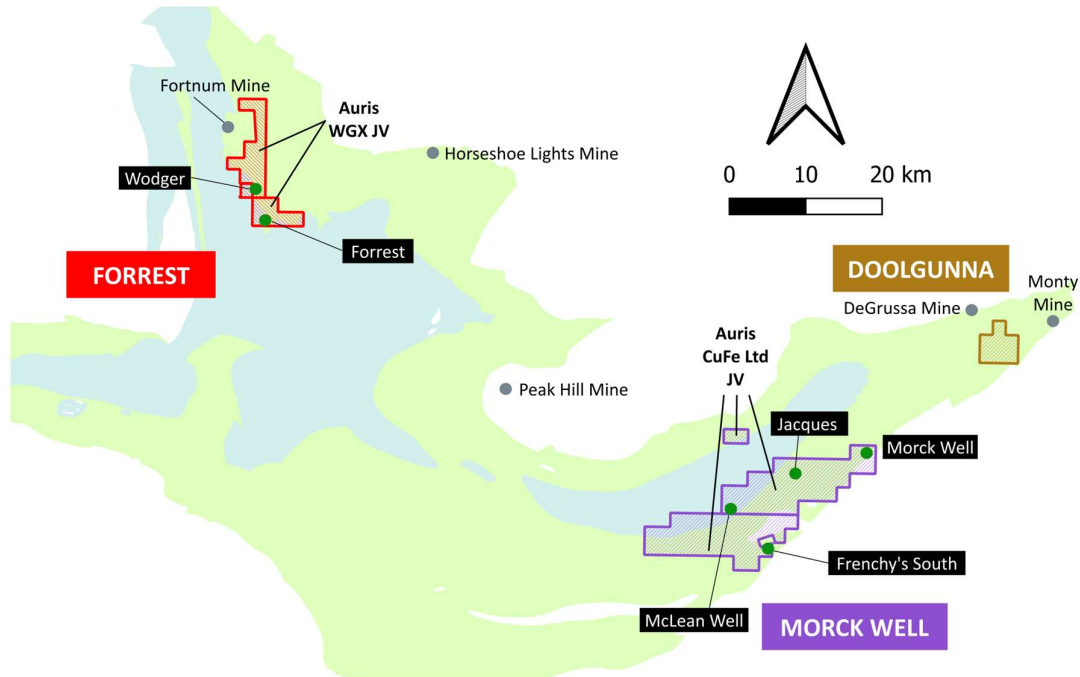 Fortnum Mine
Auris
WGX JV
Horseshoe Lights Mine
Wodger
Forrest
FORREST
0 10 20 km
DOOLGUNNA
Monty
Mine
DeGrussa Mine
Auris
CuFe Ltd
JV
Peak Hill Mine
Jacques
Morck Well
Frenchy's South
McLean Well
MORCK WELL